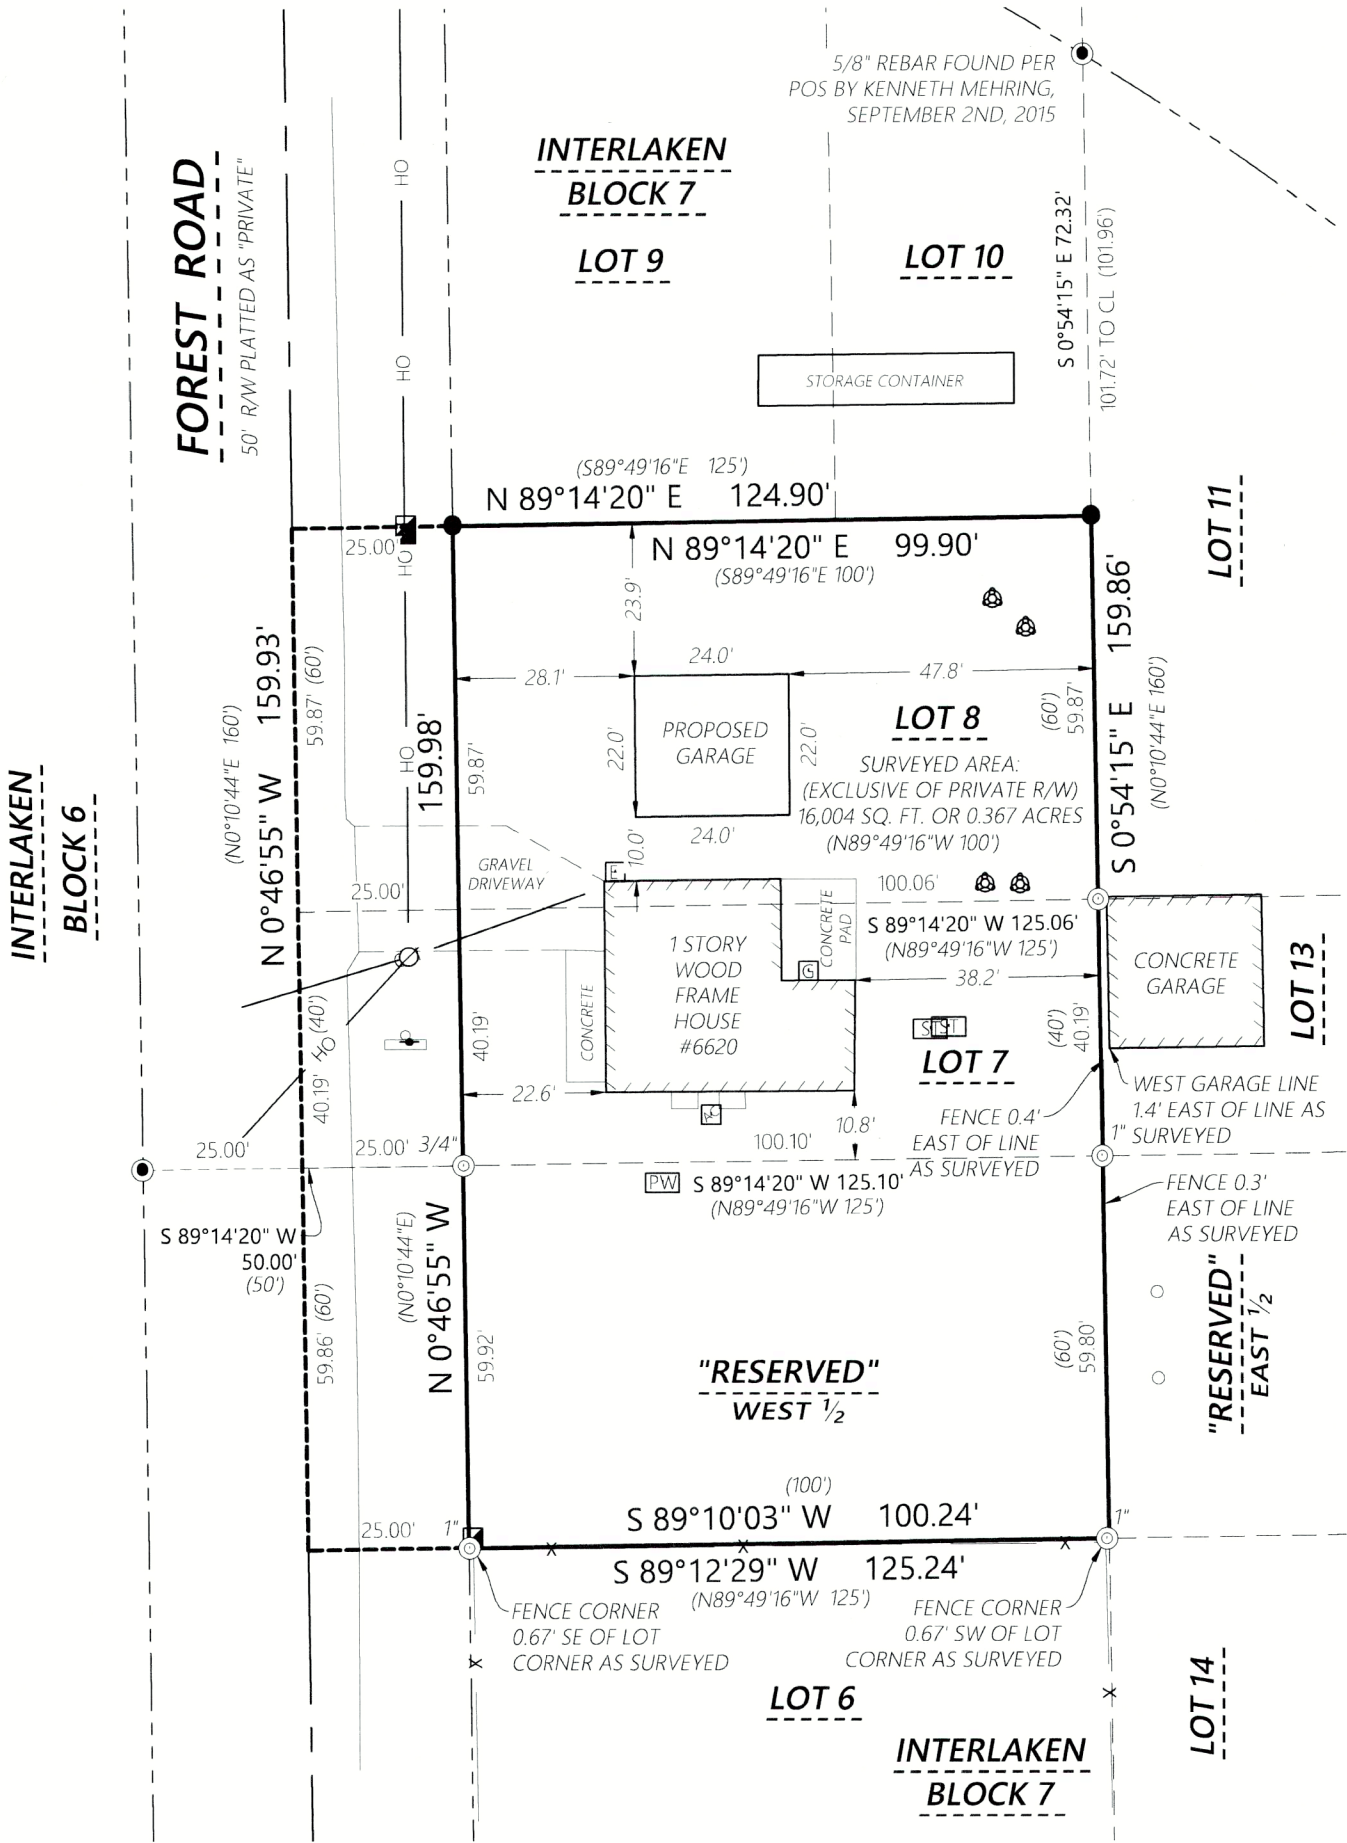 5/8" REBAR FOUND PER
POS BY KENNETH MEHRING,
SEPTEMBER 2ND, 2015
INTERLAKEN
BLOCK 7
LOT 9
LOT 10
FOREST ROAD
50' R/W PLATTED AS "PRIVATE"
HO
HO
S 0°54'15" E 72.32'
101.72' TO CL (101.96')
STORAGE CONTAINER
(S89°49'16"E 125')
N 89°14'20" E 124.90'
N 89°14'20" E 99.90'
(S89°49'16"E 100')
25.00'
HO
LOT 11
23.9'
24.0'
28.1'
47.8'
(N0°10'44"E 160')
N 0°46'55" W 159.93'
59.87' (60')
HO
159.98'
59.87'
22.0'
PROPOSED
GARAGE
22.0'
24.0'
LOT 8
SURVEYED AREA:
(EXCLUSIVE OF PRIVATE R/W)
16,004 SQ. FT. OR 0.367 ACRES
(N89°49'16"W 100')
(60')
59.87'
S 0°54'15" E 159.86'
(N0°10'44"E 160')
INTERLAKEN
BLOCK 6
GRAVEL
DRIVEWAY
10.0'
E
25.00'
100.06'
S 89°14'20" W 125.06'
(N89°49'16"W 125')
38.2'
CONCRETE
PAD
G
1 STORY
WOOD
FRAME
HOUSE
#6620
CONCRETE
CONCRETE
GARAGE
LOT 13
40.19' (40')
HO
40.19'
22.6'
ST
ST
LOT 7
(40')
40.19'
AC
10.8'
FENCE 0.4'
EAST OF LINE
AS SURVEYED
WEST GARAGE LINE
1.4' EAST OF LINE AS
SURVEYED
1"
25.00'
25.00'
3/4"
100.10'
PW
S 89°14'20" W 125.10'
(N89°49'16"W 125')
FENCE 0.3'
EAST OF LINE
AS SURVEYED
S 89°14'20" W
50.00'
(50')
59.86' (60')
(N0°10'44"E)
N 0°46'55" W
59.92'
"RESERVED"
WEST ½
(60')
59.80'
"RESERVED"
EAST ½
(100')
S 89°10'03" W 100.24'
25.00'
1"
1"
X
X
X
S 89°12'29" W 125.24'
(N89°49'16"W 125')
FENCE CORNER
0.67' SE OF LOT
CORNER AS SURVEYED
FENCE CORNER
0.67' SW OF LOT
CORNER AS SURVEYED
X
X
LOT 6
LOT 14
INTERLAKEN
BLOCK 7